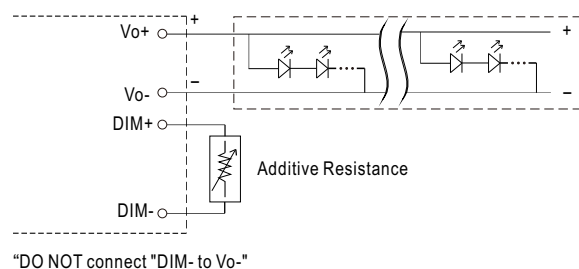 Vo+
+
+
Vo-
−
−
DIM+
Additive Resistance
DIM-
“DO NOT connect "DIM- to Vo-"